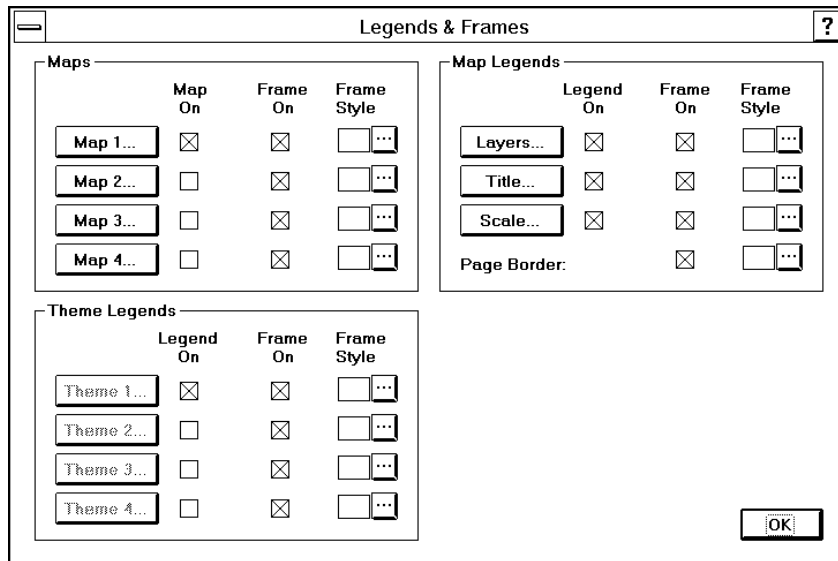 Legends & Frames
?
Maps
Map On
Frame On
Frame Style
Map 1...
...
Map 2...
...
Map 3...
...
Map 4...
...
Map Legends
Legend On
Frame On
Frame Style
Layers...
...
Title...
...
Scale...
...
Page Border:
...
Theme Legends
Legend On
Frame On
Frame Style
Theme 1...
...
Theme 2...
...
Theme 3...
...
Theme 4...
...
OK